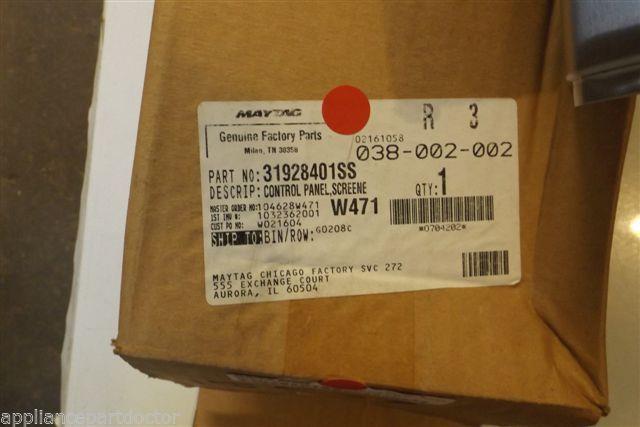 MAYTAG
Genuine Factory Parts
Milan, TN 38358
R 3
02161058
038-002-002
PART NO: 31928401SS
DESCRIP: CONTROL PANEL, SCREENE
QTY: 1
MASTER ORDER NO: 104628W471
1ST INV #: 1032362001
W471
CUST PO NO: W021604
SHIP TO: BIN/ROW: G0208C
*0704202*
MAYTAG CHICAGO FACTORY SVC 272
555 EXCHANGE COURT
AURORA, IL 60504
appliancepartdoctor